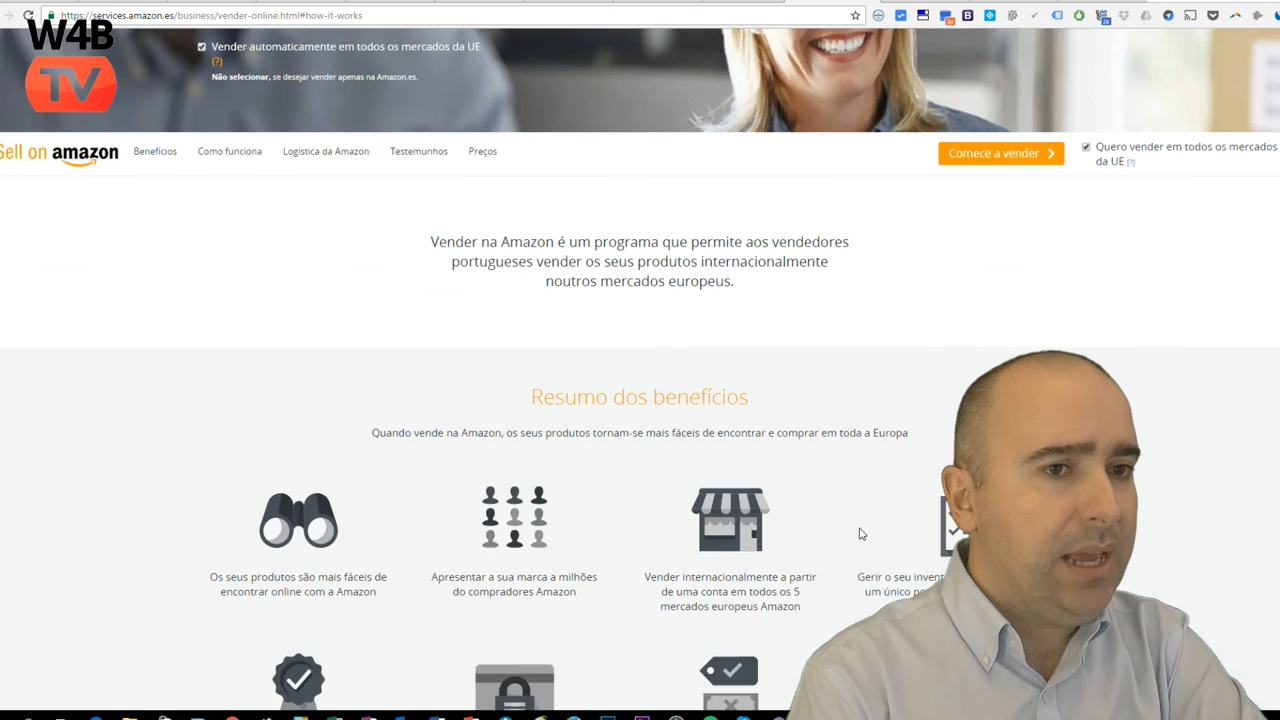 https://services.amazon.es/business/vender-online.html#how-it-works
W4B
TV
Vender automaticamente em todos os mercados da UE
(?)
Não selecionar, se desejar vender apenas na Amazon.es.
Sell on amazon
Benefícios
Como funciona
Logística da Amazon
Testemunhos
Preços
Comece a vender
Quero vender em todos os mercados
da UE [?]
Vender na Amazon é um programa que permite aos vendedores
portugueses vender os seus produtos internacionalmente
noutros mercados europeus.
Resumo dos benefícios
Quando vende na Amazon, os seus produtos tornam-se mais fáceis de encontrar e comprar em toda a Europa
Os seus produtos são mais fáceis de
encontrar online com a Amazon
Apresentar a sua marca a milhões
do compradores Amazon
Vender internacionalmente a partir
de uma conta em todos os 5
mercados europeus Amazon
Gerir o seu
um único